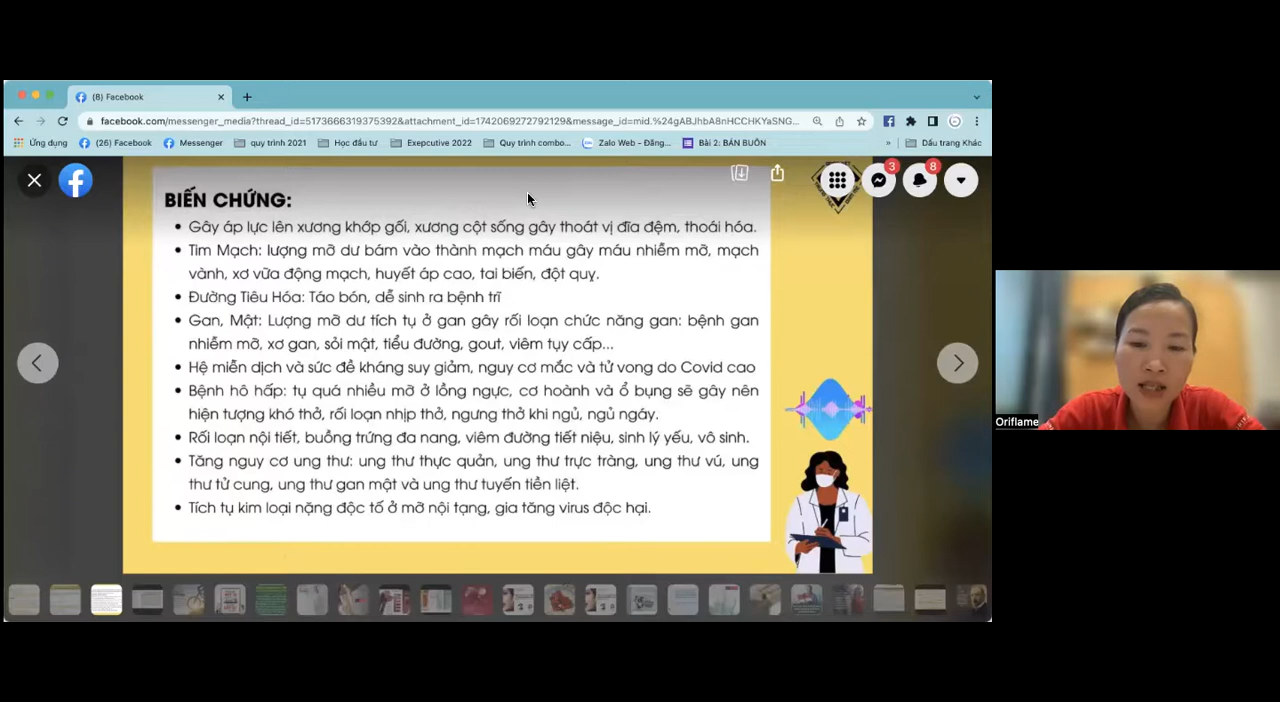 (8) Facebook
facebook.com/messenger_media?thread_id=5173666319375392&attachment_id=1742069272792129&message_id=mid.%24gABJhbA8nHCCHKYaSNG...
Ứng dụng
(26) Facebook
Messenger
quy trình 2021
Học đầu tư
Exepcutive 2022
Quy trình combo...
Zalo Web - Đăng...
Bài 2: BÁN BUÔN
»
Dấu trang Khác
3
8
BIẾN CHỨNG:
• Gây áp lực lên xương khớp gối, xương cột sống gây thoát vị đĩa đệm, thoái hóa.
• Tim Mạch: lượng mỡ dư bám vào thành mạch máu gây máu nhiễm mỡ, mạch
vành, xơ vữa động mạch, huyết áp cao, tai biến, đột quỵ.
• Đường Tiêu Hóa: Táo bón, dễ sinh ra bệnh trĩ
• Gan, Mật: Lượng mỡ dư tích tụ ở gan gây rối loạn chức năng gan: bệnh gan
nhiễm mỡ, xơ gan, sỏi mật, tiểu đường, gout, viêm tụy cấp...
• Hệ miễn dịch và sức đề kháng suy giảm, nguy cơ mắc và tử vong do Covid cao
• Bệnh hô hấp: tụ quá nhiều mỡ ở lồng ngực, cơ hoành và ổ bụng sẽ gây nên
hiện tượng khó thở, rối loạn nhịp thở, ngưng thở khi ngủ, ngủ ngáy.
• Rối loạn nội tiết, buồng trứng đa nang, viêm đường tiết niệu, sinh lý yếu, vô sinh.
• Tăng nguy cơ ung thư: ung thư thực quản, ung thư trực tràng, ung thư vú, ung
thư tử cung, ung thư gan mật và ung thư tuyến tiền liệt.
• Tích tụ kim loại nặng độc tố ở mỡ nội tạng, gia tăng virus độc hại.
Oriflame